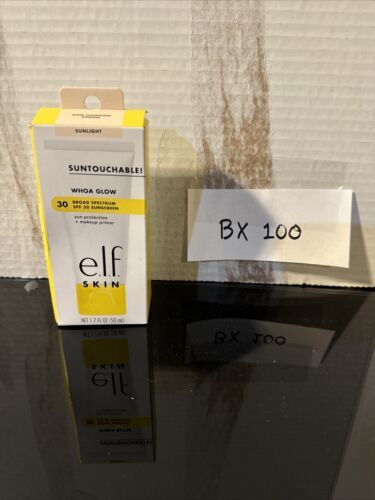 SUNLIGHT
SUNTOUCHABLE!
WHOA GLOW
30 BROAD SPECTRUM
SPF 30 SUNSCREEN
sun protection
+ makeup primer
e.l.f.
SKIN
NET 1.7 FL OZ (50 mL)
BX 100